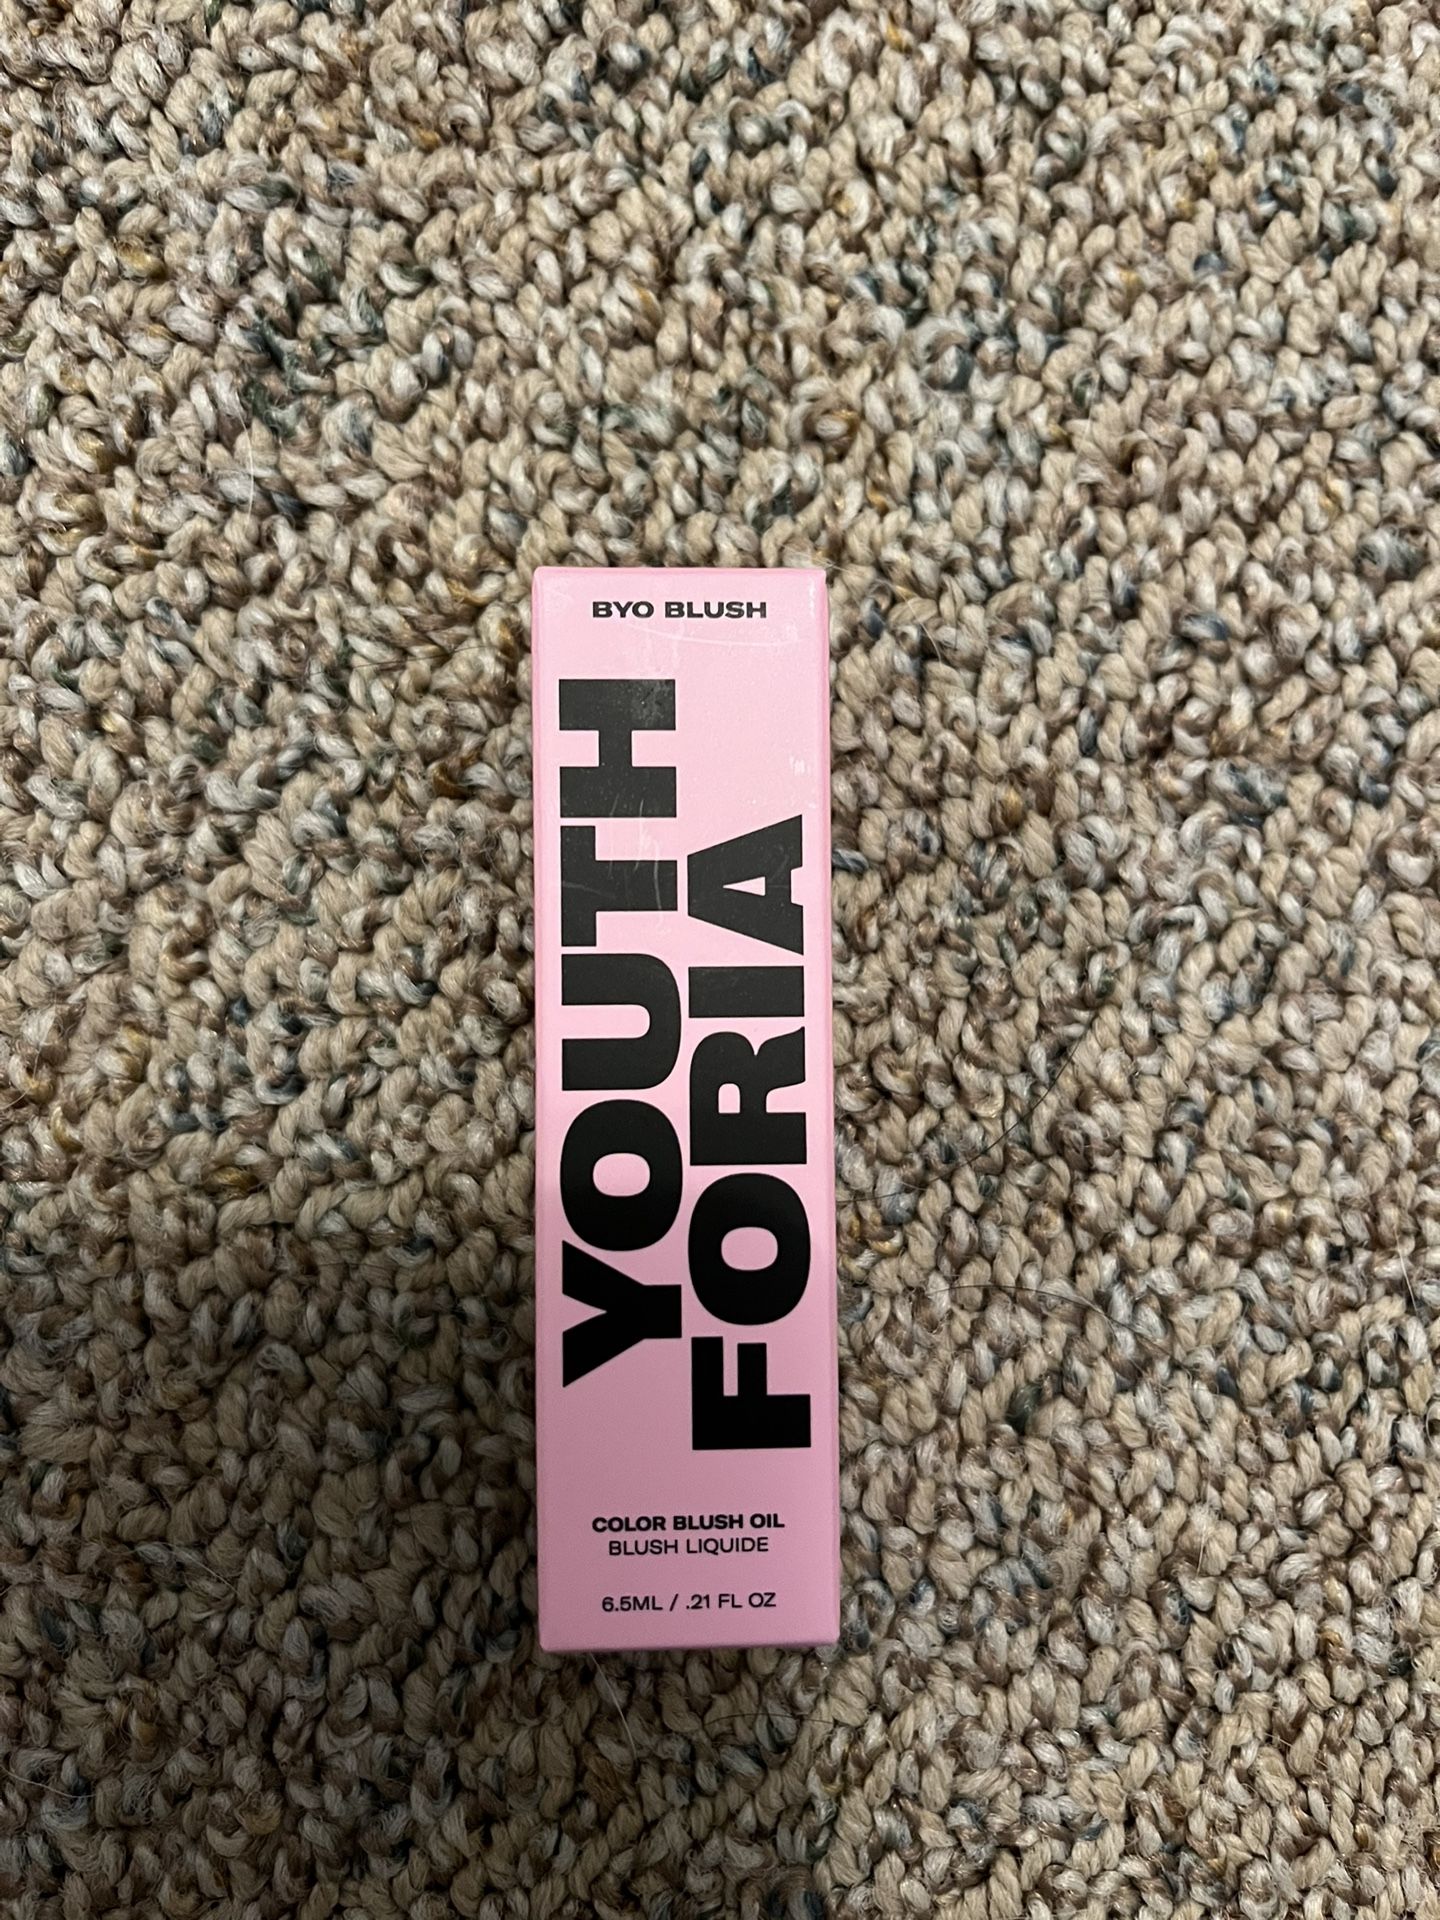 BYO BLUSH
YOUTH
FORIA
COLOR BLUSH OIL
BLUSH LIQUIDE
6.5ML / .21 FL OZ